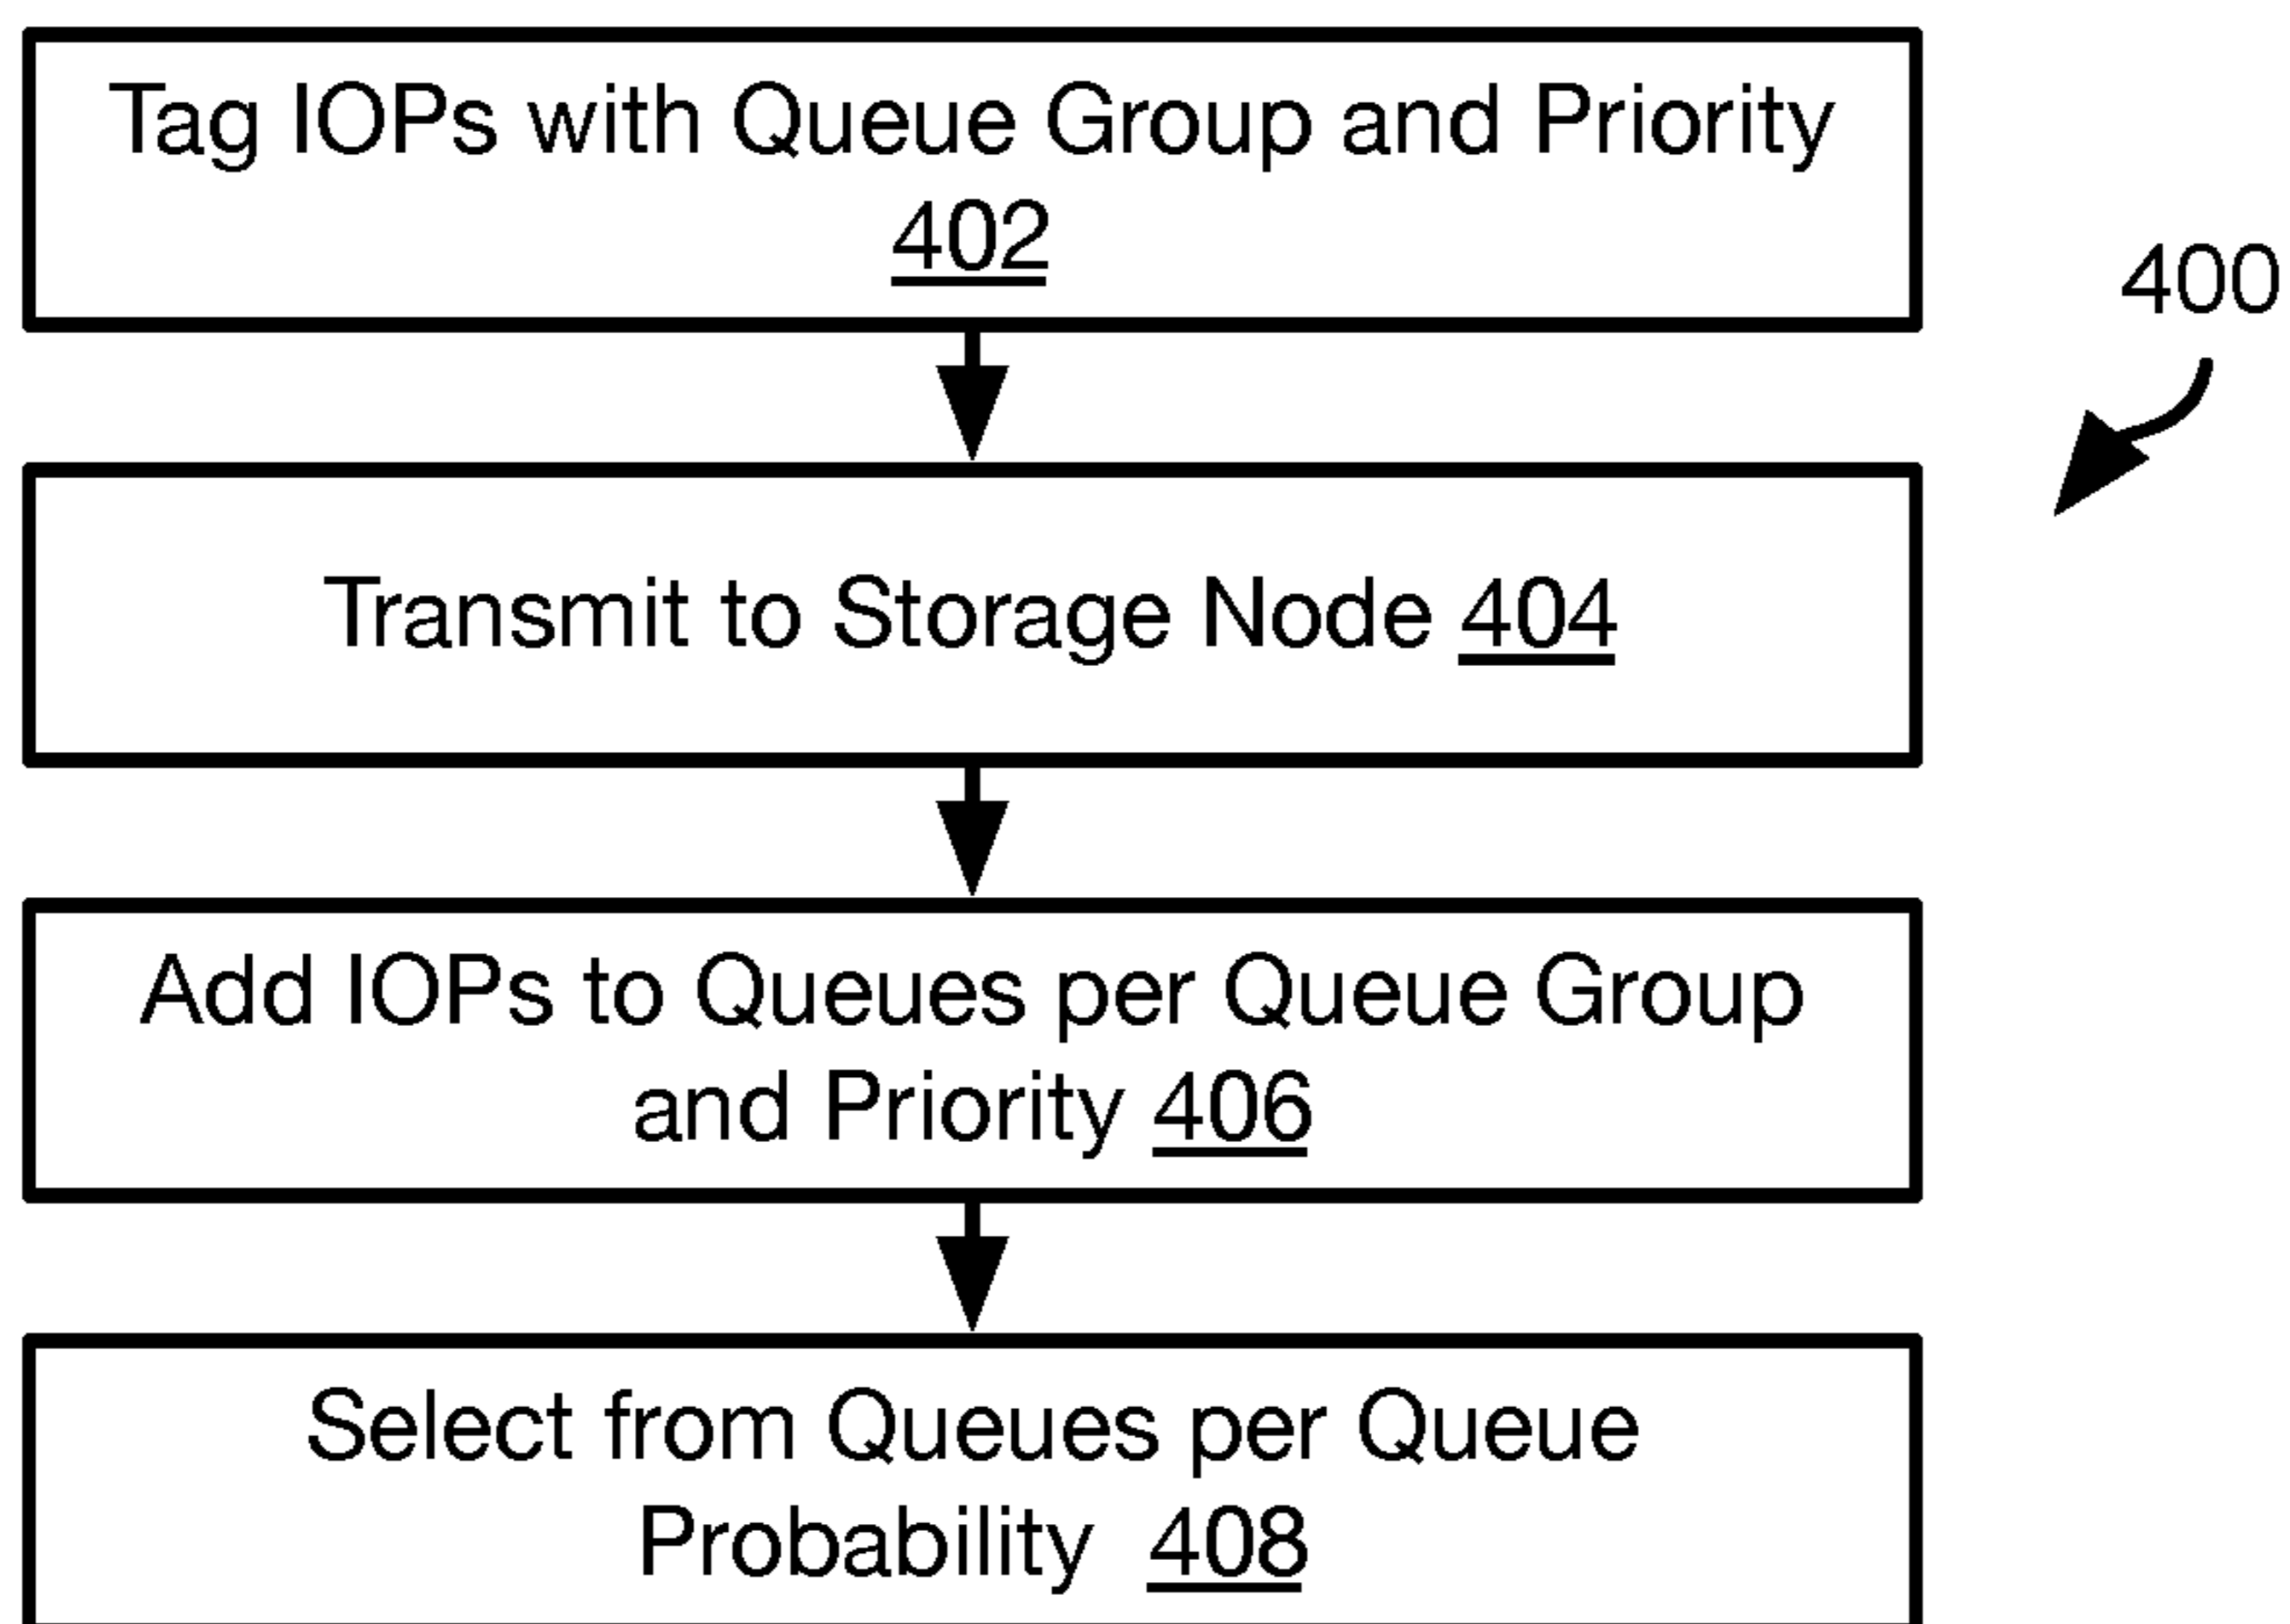 Tag IOPs with Queue Group and Priority
402
400
Transmit to Storage Node 404
Add IOPs to Queues per Queue Group
and Priority 406
Select from Queues per Queue
Probability 408